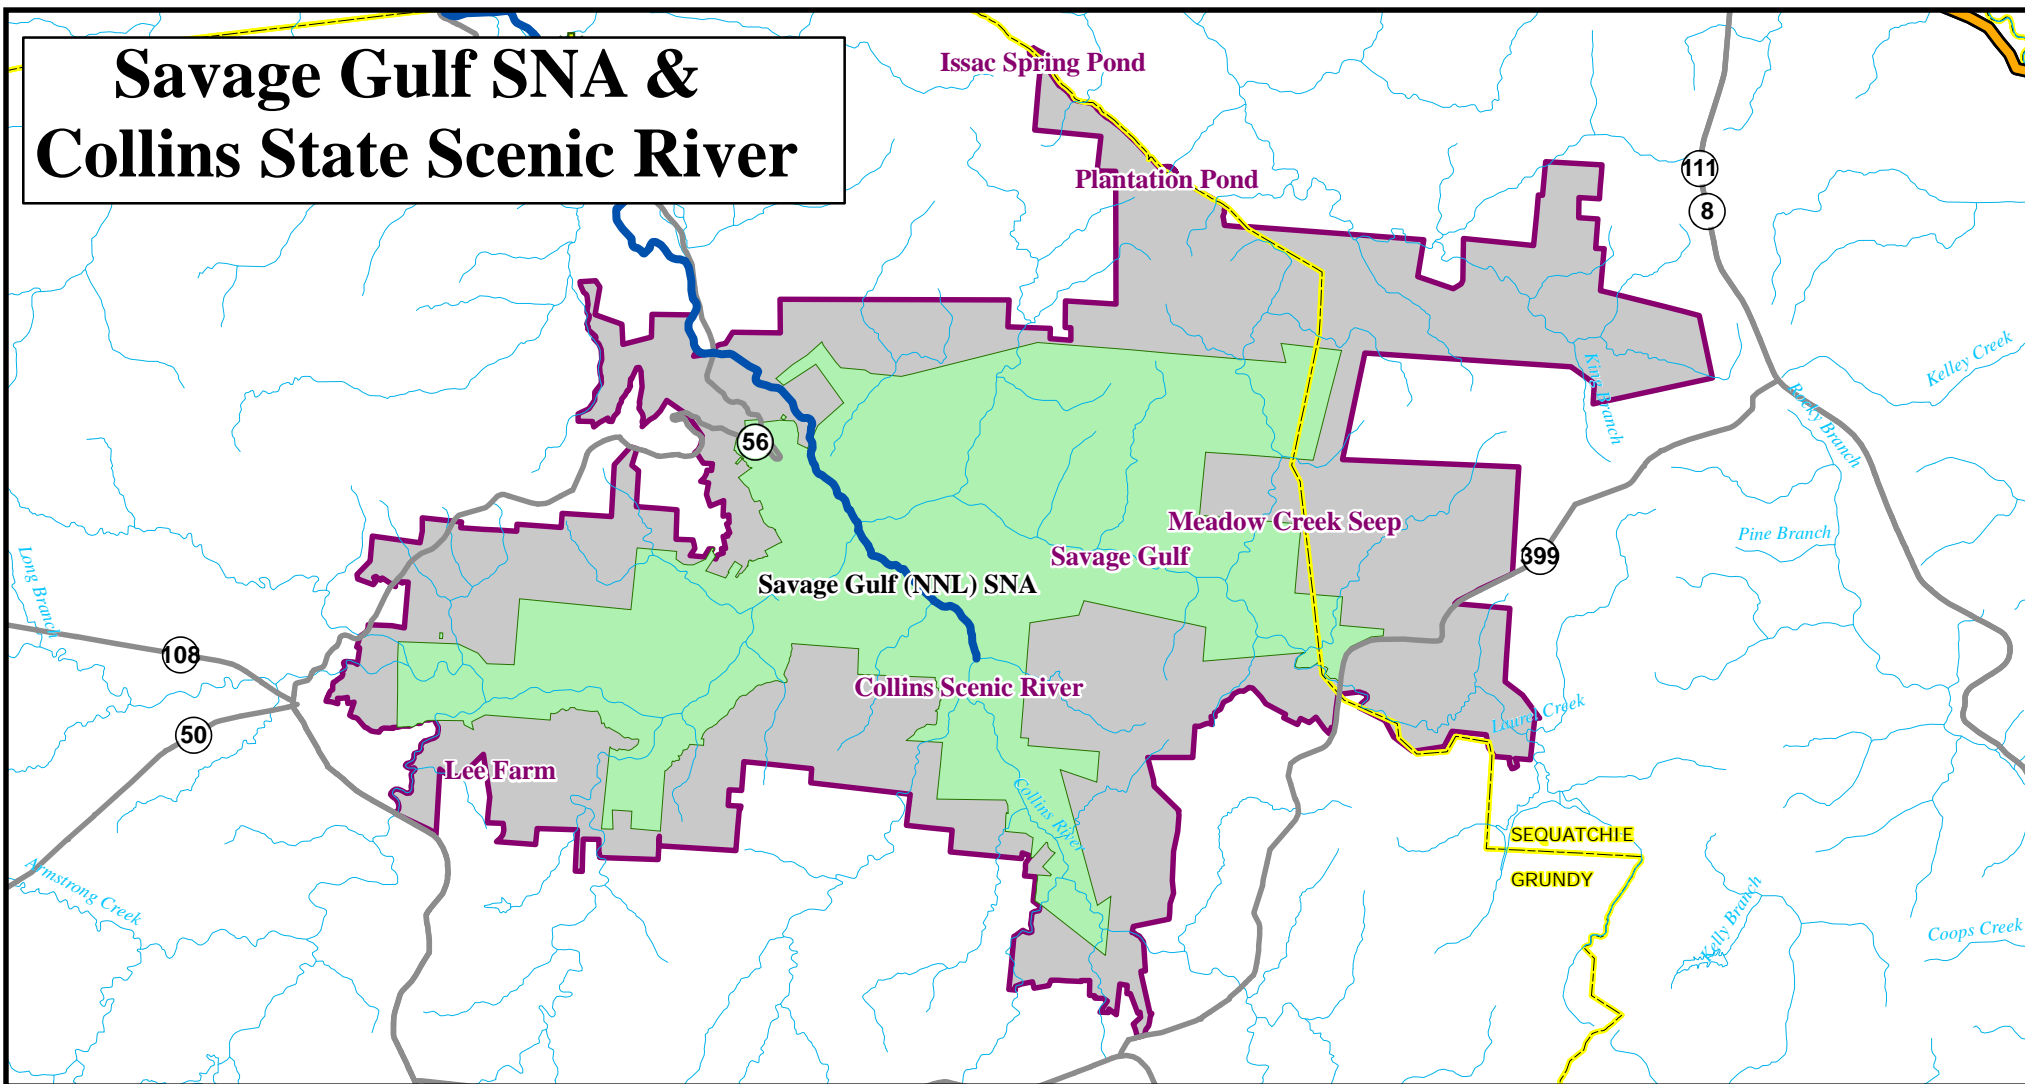 Savage Gulf SNA &
Collins State Scenic River
Issac Spring Pond
Plantation Pond
111
8
King Branch
Kelley Creek
Rocky Branch
56
Meadow Creek Seep
Savage Gulf
399
Pine Branch
Long Branch
Savage Gulf (NNL) SNA
108
50
Collins Scenic River
Laurel Creek
Lee Farm
Collins River
SEQUATCHIE
GRUNDY
Armstrong Creek
Kelly Branch
Coops Creek